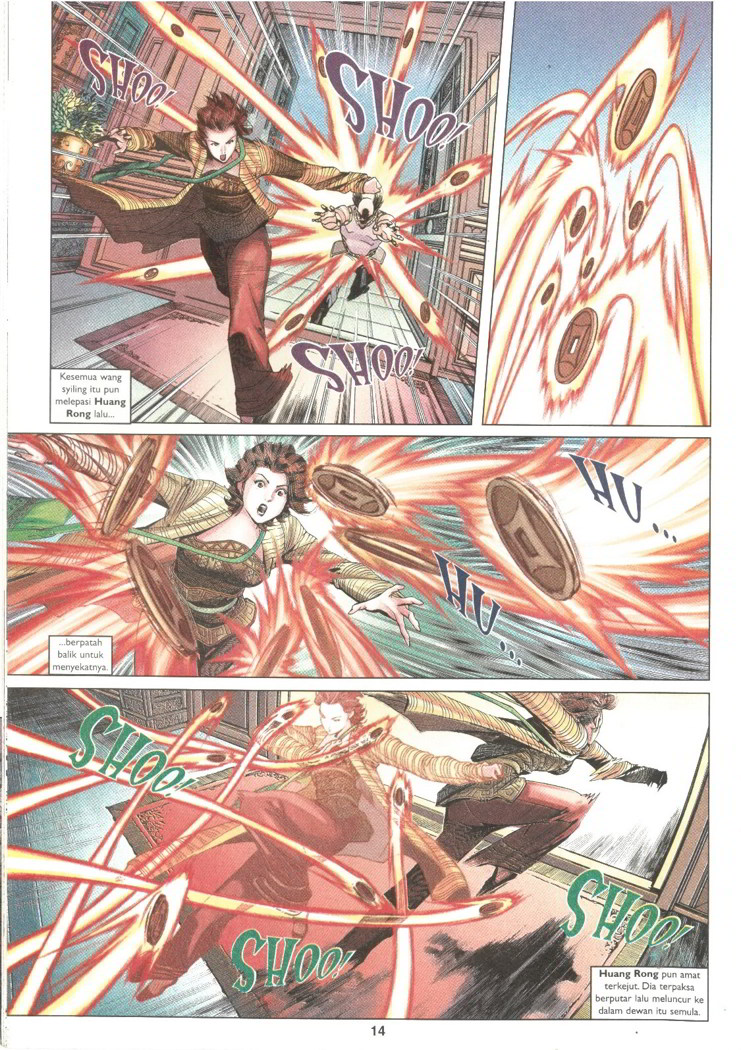 SHOO!
SHOO!
SHOO!
Kesemua wang
syiling itu pun
melepasi Huang
Rong lalu...
HU...
HU...
...berpatah
balik untuk
menyekatnya.
SHOO!
SHOO!
SHOO!
Huang Rong pun amat
terkejut. Dia terpaksa
berputar lalu meluncur ke
dalam dewan itu semula.
14